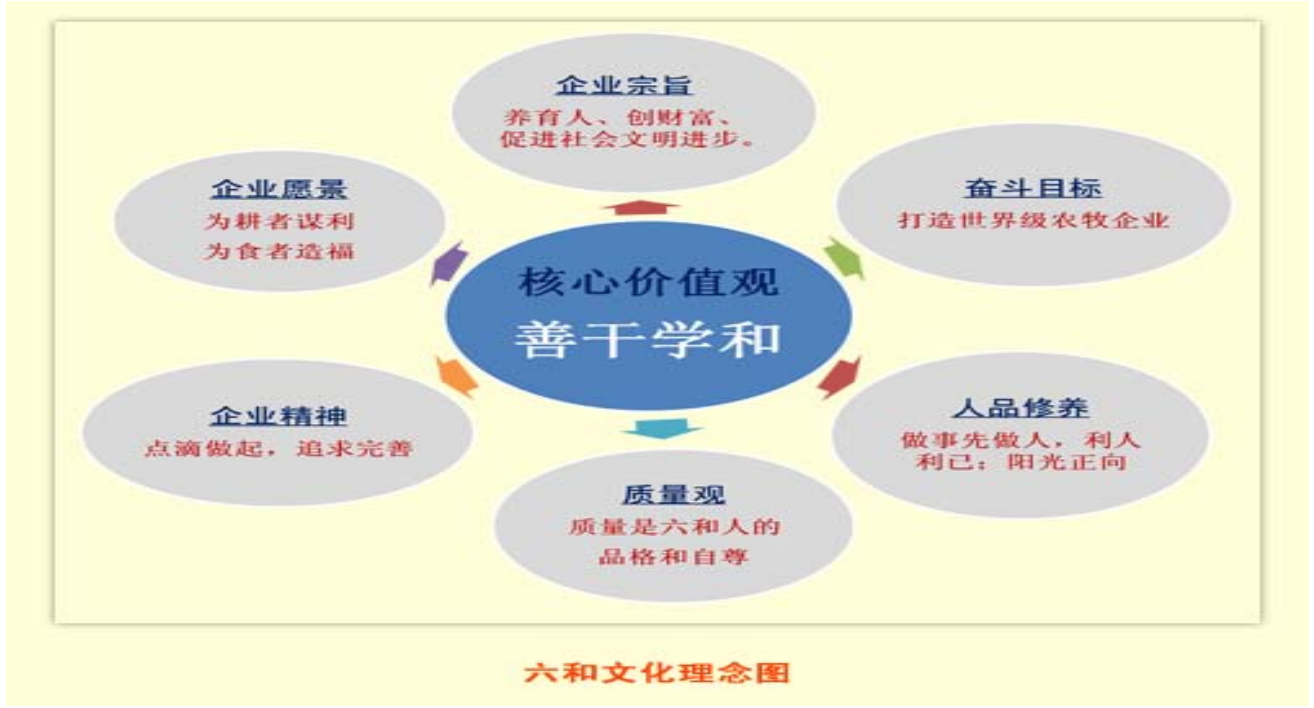 企业宗旨
养育人、创财富、
促进社会文明进步。
奋斗目标
打造世界级农牧企业
人品修养
做事先做人，利人
利己；阳光正向
质量观
质量是六和人的
品格和自尊
企业精神
点滴做起，追求完善
企业愿景
为耕者谋利
为食者造福
核心价值观
善干学和
六和文化理念图